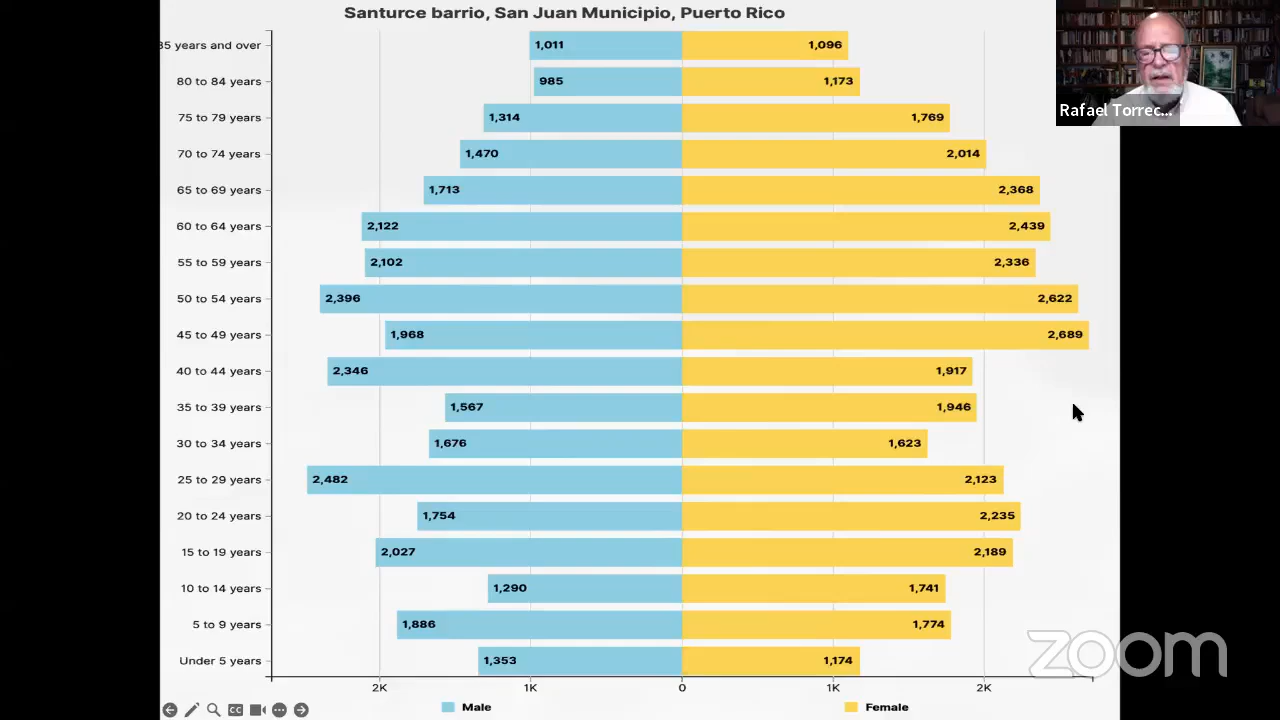 Santurce barrio, San Juan Municipio, Puerto Rico
Rafael Torrec...
85 years and over 1,011 1,096
80 to 84 years 985 1,173
75 to 79 years 1,314 1,769
70 to 74 years 1,470 2,014
65 to 69 years 1,713 2,368
60 to 64 years 2,122 2,439
55 to 59 years 2,102 2,336
50 to 54 years 2,396 2,622
45 to 49 years 1,968 2,689
40 to 44 years 2,346 1,917
35 to 39 years 1,567 1,946
30 to 34 years 1,676 1,623
25 to 29 years 2,482 2,123
20 to 24 years 1,754 2,235
15 to 19 years 2,027 2,189
10 to 14 years 1,290 1,741
5 to 9 years 1,886 1,774
Under 5 years 1,353 1,174
zoom
2K 1K 0 1K 2K
CC Male Female